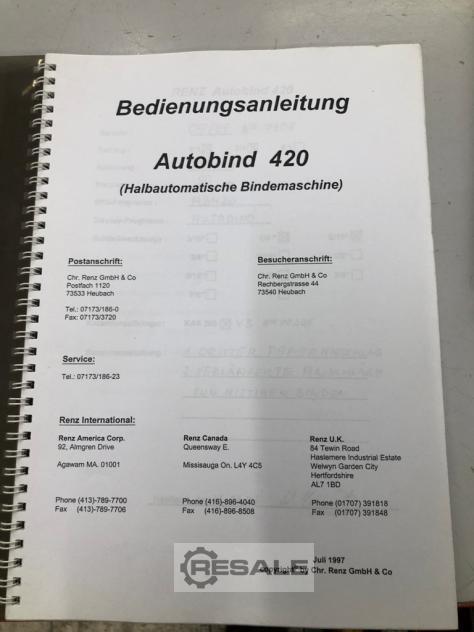 RENZ Autobind 420
Bedienungsanleitung
Autobind 420
(Halbautomatische Bindemaschine)
Postanschrift:
Chr. Renz GmbH & Co
Postfach 1120
73533 Heubach
Tel.: 07173/186-0
Fax: 07173/3720
Besucheranschrift:
Chr. Renz GmbH & Co
Rechbergstrasse 44
73540 Heubach
Service:
Tel.: 07173/186-23
Renz International:
Renz America Corp.
92, Almgren Drive
Agawam MA. 01001
Phone (413)-789-7700
Fax (413)-789-7706
Renz Canada
Queensway E.
Missisauga On. L4Y 4C5
Phone (416)-896-4040
Fax (416)-896-8508
Renz U.K.
84 Tewin Road
Haslemere Industrial Estate
Welwyn Garden City
Hertfordshire
AL7 1BD
Phone (01707) 391818
Fax (01707) 391848
Juli 1997
Copyright by Chr. Renz GmbH & Co
RESALE